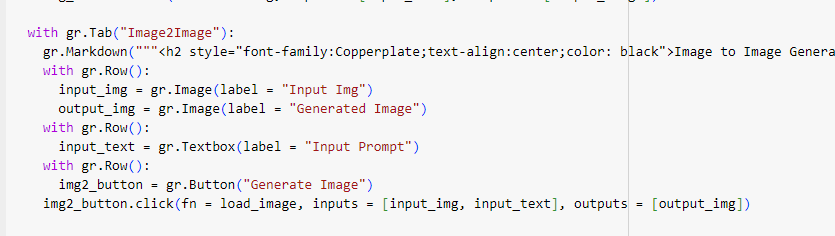 with gr.Tab("Image2Image"):
gr.Markdown("""<h2 style="font-family:Copperplate;text-align:center;color: black">Image to Image Genera
with gr.Row():
input_img = gr.Image(label = "Input Img")
output_img = gr.Image(label = "Generated Image")
with gr.Row():
input_text = gr.Textbox(label = "Input Prompt")
with gr.Row():
img2_button = gr.Button("Generate Image")
img2_button.click(fn = load_image, inputs = [input_img, input_text], outputs = [output_img])